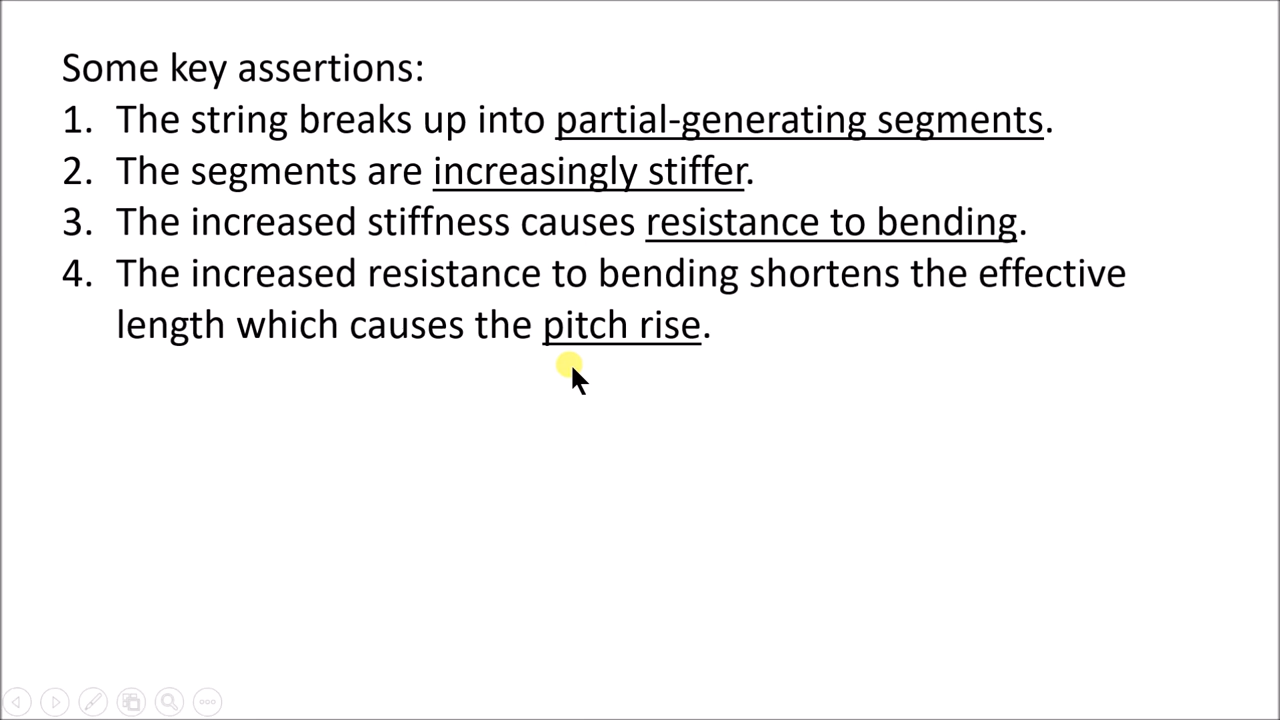 Some key assertions:
1. The string breaks up into partial-generating segments.
2. The segments are increasingly stiffer.
3. The increased stiffness causes resistance to bending.
4. The increased resistance to bending shortens the effective
length which causes the pitch rise.